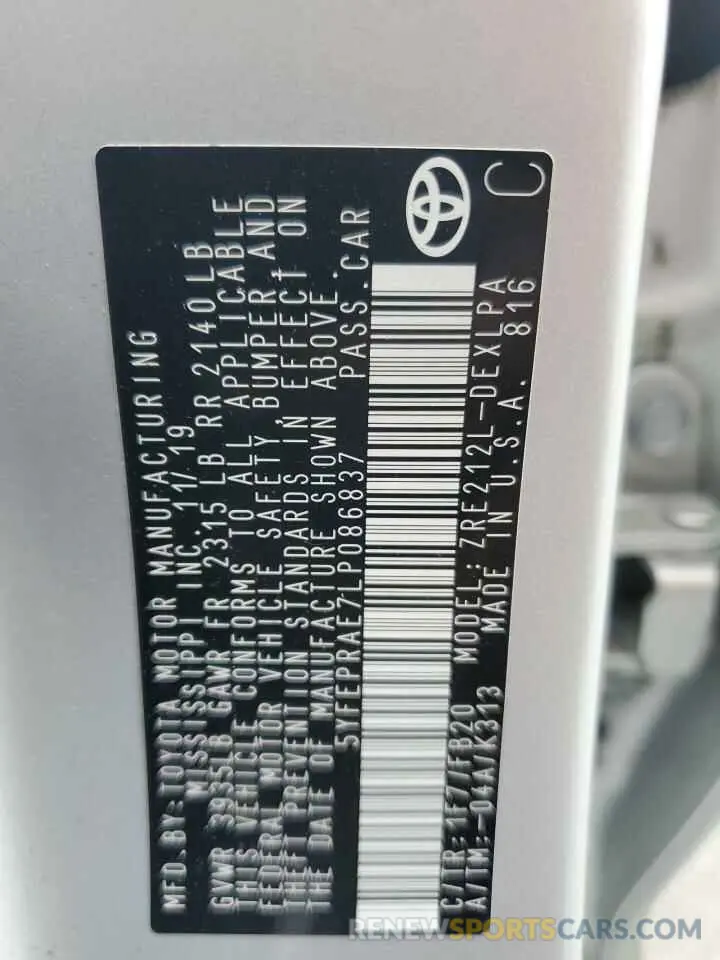 MFD.BY:TOYOTA MOTOR MANUFACTURING
MISSISSIPPI INC.11/19
GVWR 3935LB GAWR FR 2315 LB RR 2140LB
THIS VEHICLE CONFORMS TO ALL APPLICABLE
FEDERAL MOTOR VEHICLE SAFETY BUMPER,AND
THEFT PREVENTION STANDARDS IN EFFECT ON
THE DATE OF MANUFACTURE SHOWN ABOVE.
5YFEPRAE7LP086837 PASS.CAR
C/TR:1F7/FB20 MODEL:ZRE212L-DEXLPA
A/TM:-04A/K313 MADE IN U.S.A. 816
C
RENEWSPORTSCARS.COM